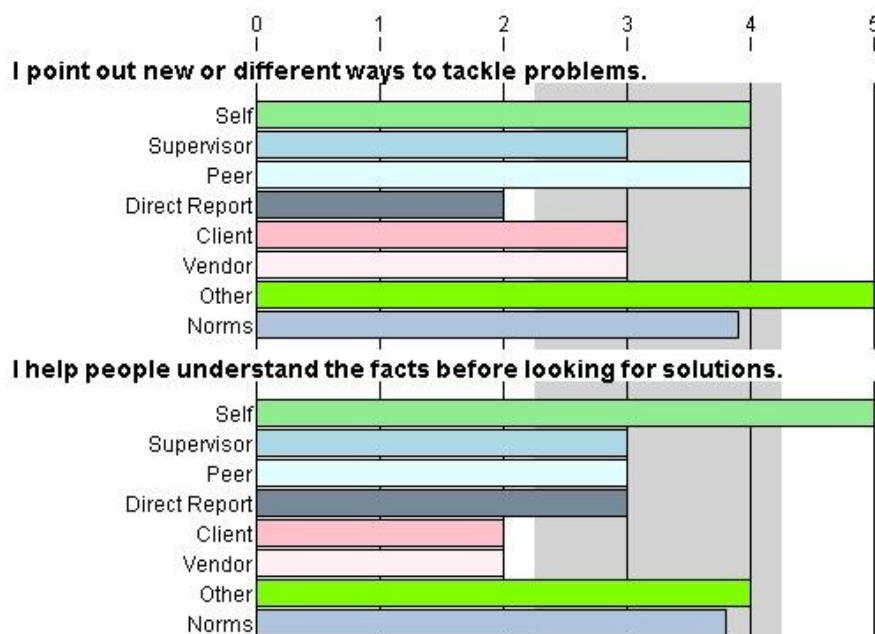 0 1 2 3 4 5
I point out new or different ways to tackle problems.
Self
Supervisor
Peer
Direct Report
Client
Vendor
Other
Norms
I help people understand the facts before looking for solutions.
Self
Supervisor
Peer
Direct Report
Client
Vendor
Other
Norms